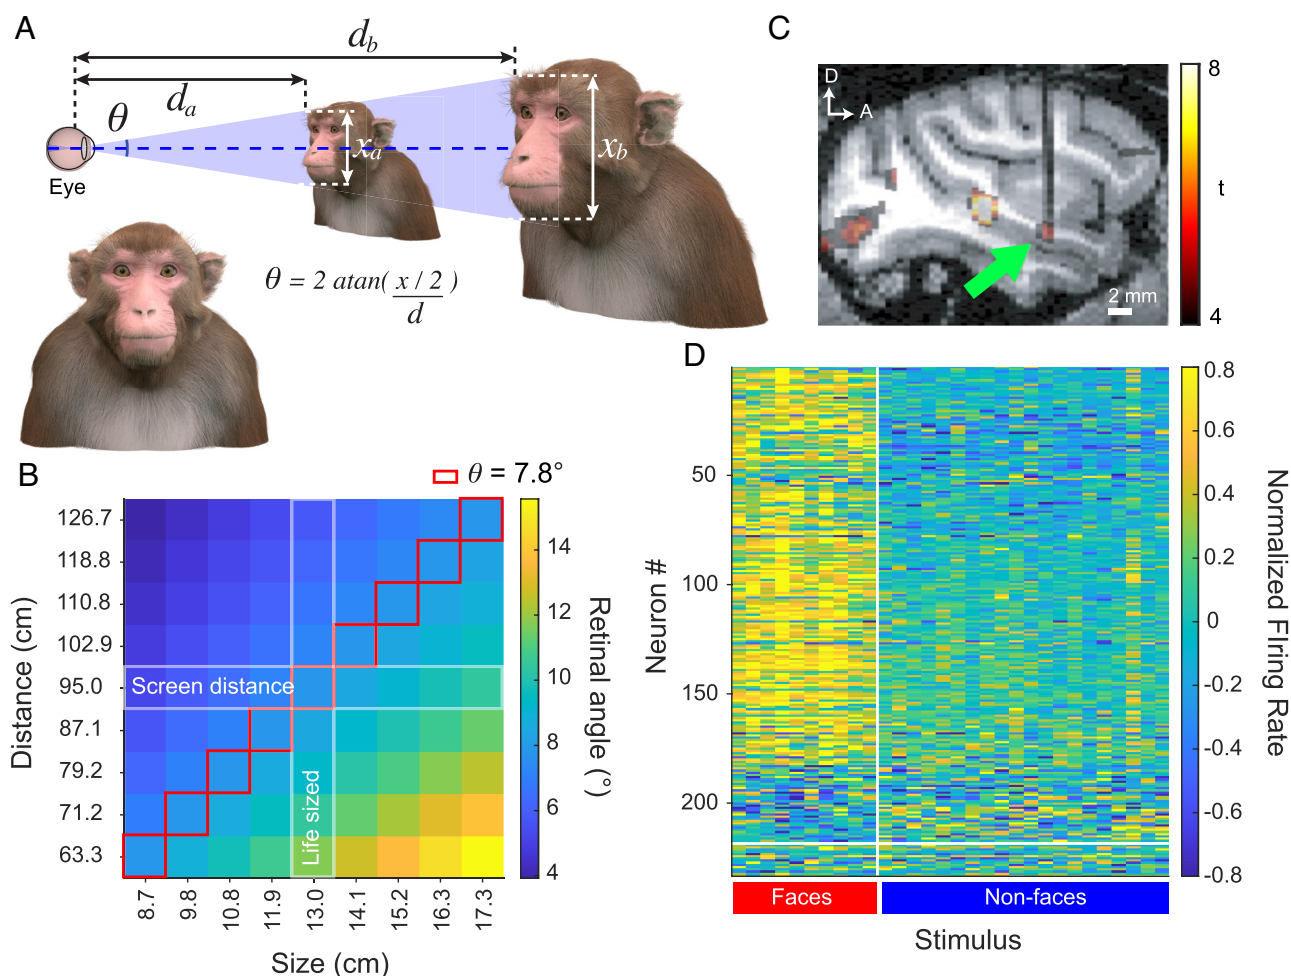 A
d_b
d_a
θ
x_a
x_b
Eye
θ = 2 atan( x / 2 / d )
C
D
A
2 mm
8
t
4
B
θ = 7.8°
Distance (cm)
126.7
118.8
110.8
102.9
95.0
87.1
79.2
71.2
63.3
Screen distance
Life sized
8.7
9.8
10.8
11.9
13.0
14.1
15.2
16.3
17.3
Size (cm)
14
12
10
8
6
4
Retinal angle (°)
D
Neuron #
50
100
150
200
Faces
Non-faces
Stimulus
0.8
0.6
0.4
0.2
0
-0.2
-0.4
-0.6
-0.8
Normalized FIring Rate